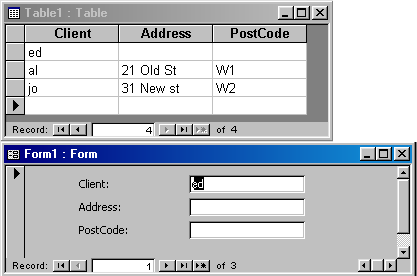 Table1 : Table
Client Address PostCode
ed
al 21 Old St W1
jo 31 New st W2
Record: 4 of 4
Form1 : Form
Client: ed
Address:
PostCode:
Record: 1 of 3